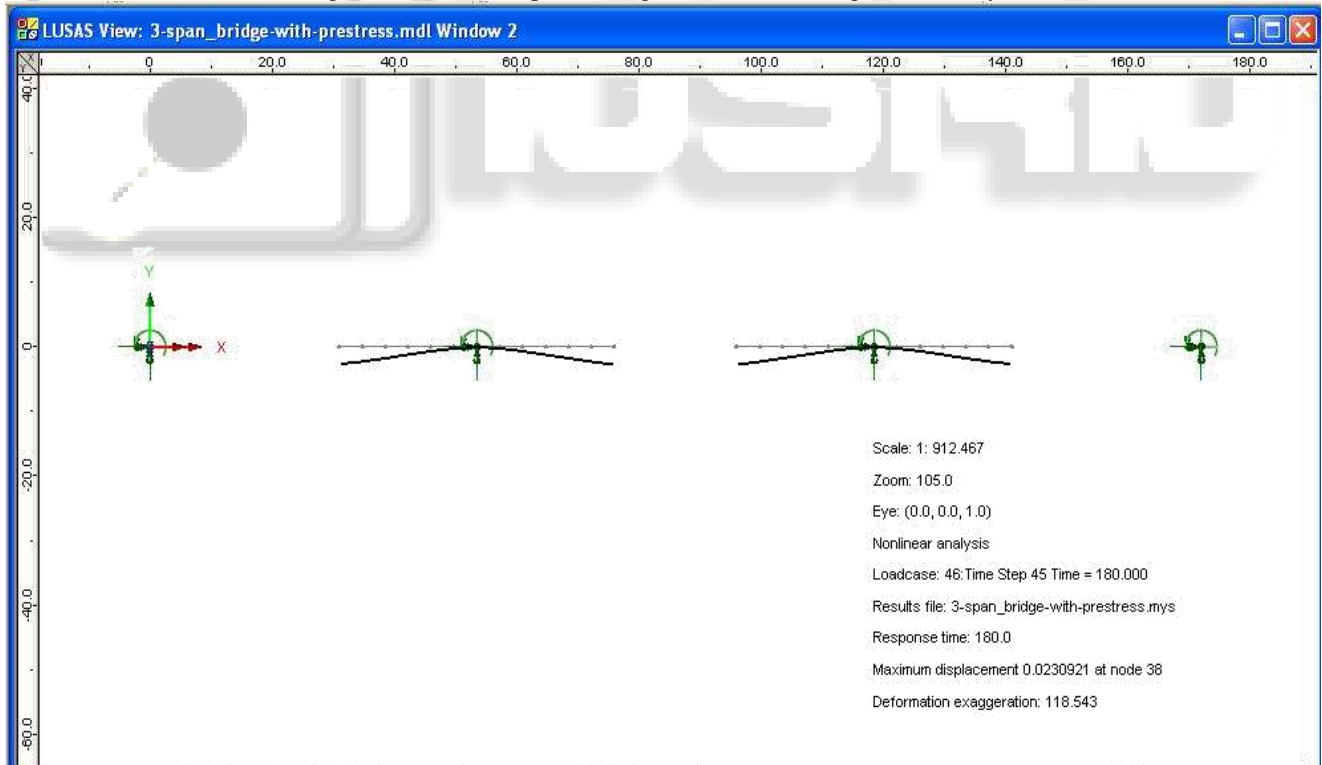 LUSAS View: 3-span_bridge-with-prestress.mdl Window 2
X 0 20.0 40.0 60.0 80.0 100.0 120.0 140.0 160.0 180.0
Y
40.0
20.0
Y
0 X
Scale: 1: 912.467
Zoom: 105.0
-20.0
Eye: (0.0, 0.0, 1.0)
Nonlinear analysis
Loadcase: 46:Time Step 45 Time = 180.000
-40.0
Results file: 3-span_bridge-with-prestress.mys
Response time: 180.0
Maximum displacement 0.0230921 at node 38
Deformation exaggeration: 118.543
-60.0